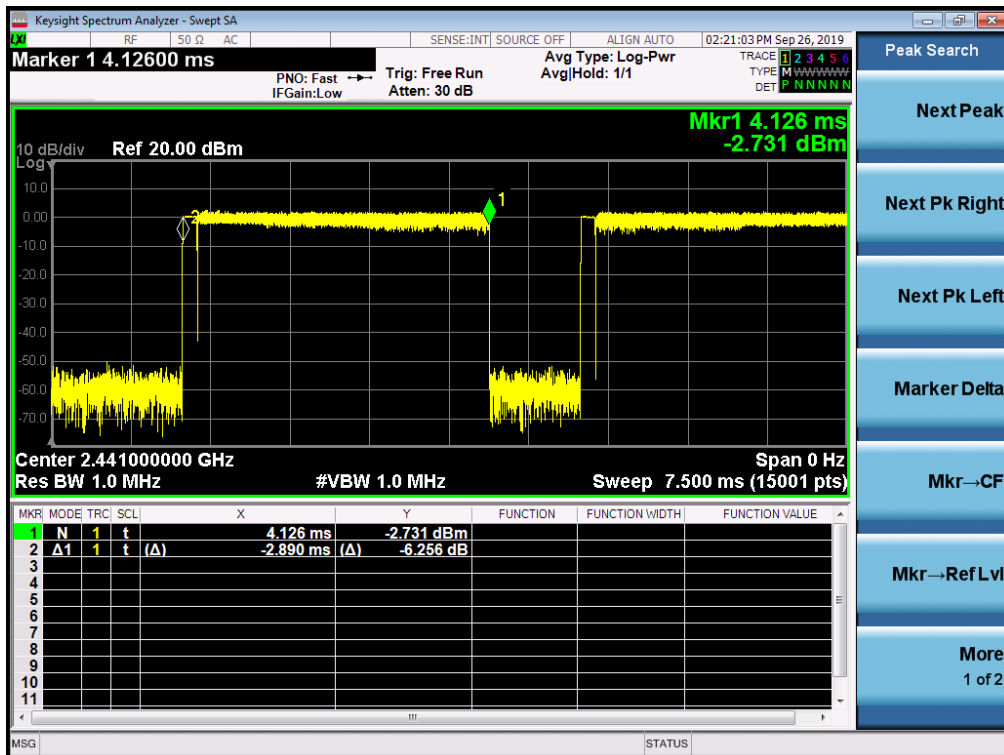 Keysight Spectrum Analyzer - Swept SA
LXI RF 50 Ω AC SENSE:INT SOURCE OFF ALIGN AUTO 02:21:03 PM Sep 26, 2019
Marker 1 4.12600 ms
PNO: Fast
IFGain:Low
Trig: Free Run
Atten: 30 dB
Avg Type: Log-Pwr
Avg|Hold: 1/1
TRACE 1 2 3 4 5 6
TYPE M WWWWW
DET P N N N N N
Mkr1 4.126 ms
-2.731 dBm
10 dB/div Ref 20.00 dBm
Log
10.0
0.00
-10.0
-20.0
-30.0
-40.0
-50.0
-60.0
-70.0
1
2
Center 2.441000000 GHz Span 0 Hz
Res BW 1.0 MHz #VBW 1.0 MHz Sweep 7.500 ms (15001 pts)
MKR MODE TRC SCL X Y FUNCTION FUNCTION WIDTH FUNCTION VALUE
1 N 1 t 4.126 ms -2.731 dBm
2 Δ1 1 t (Δ) -2.890 ms (Δ) -6.256 dB
3
4
5
6
7
8
9
10
11
MSG STATUS
Peak Search
Next Peak
Next Pk Right
Next Pk Left
Marker Delta
Mkr→CF
Mkr→Ref Lvl
More
1 of 2